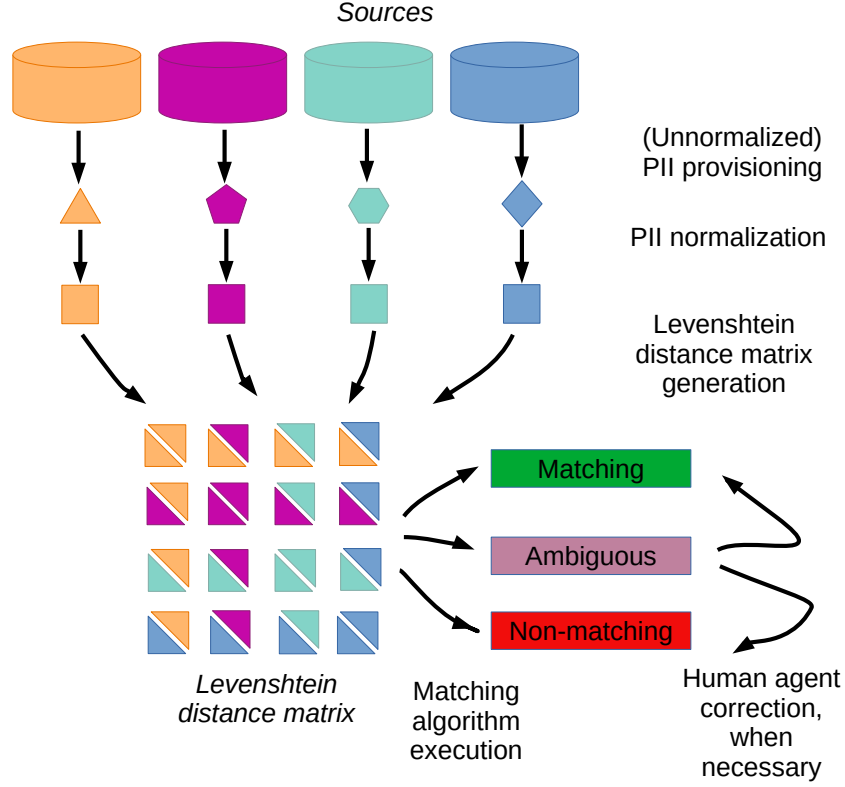 Sources
(Unnormalized)
PII provisioning
PII normalization
Levenshtein
distance matrix
generation
Matching
Ambiguous
Non-matching
Levenshtein
distance matrix
Matching
algorithm
execution
Human agent
correction,
when
necessary